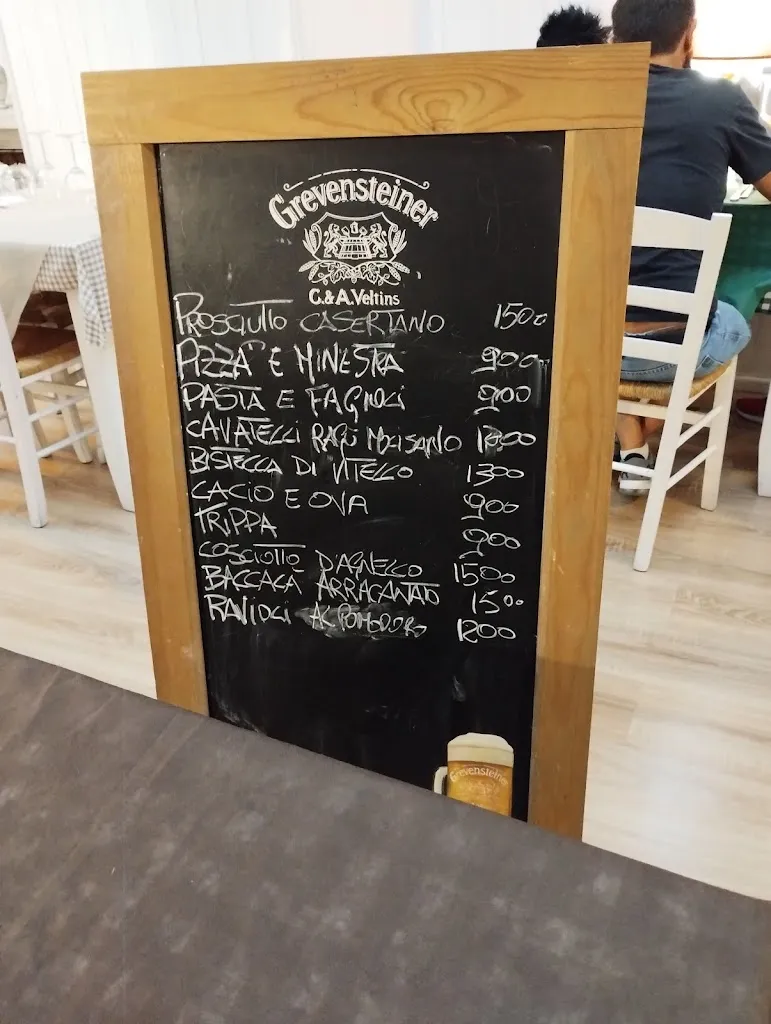 Grevensteiner
C. & A. Veltins
PROSCIUTTO CASERTANO 1500
PIZZA E MINESTRA 900
PASTA E FAGIOLI 900
CAVATELLI RAGÙ MOLISANO 1000
BISTECCA DI VITELLO 1300
CACIO E OVA 900
TRIPPA 900
COSCIOTTO D'AGNELLO 1500
BACCALA ARRACANATO 1500
RAVIOLI AL POMODORO 1200
Grevensteiner